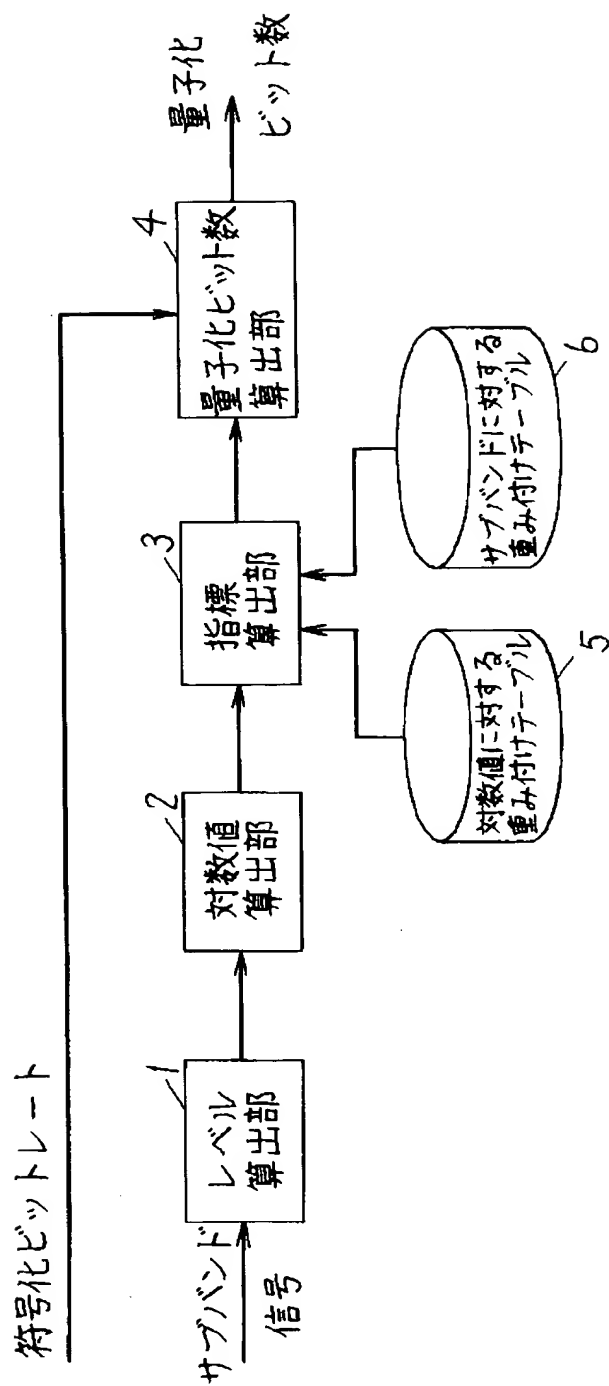 符号化ビットレート
サブバンド
信号
1
レベル
算出部
2
対数値
算出部
3
指標
算出部
4
量子化ビット数
算出部
量子化
ビット数
対数値に対する
重み付けテーブル
5
サブバンドに対する
重み付けテーブル
6